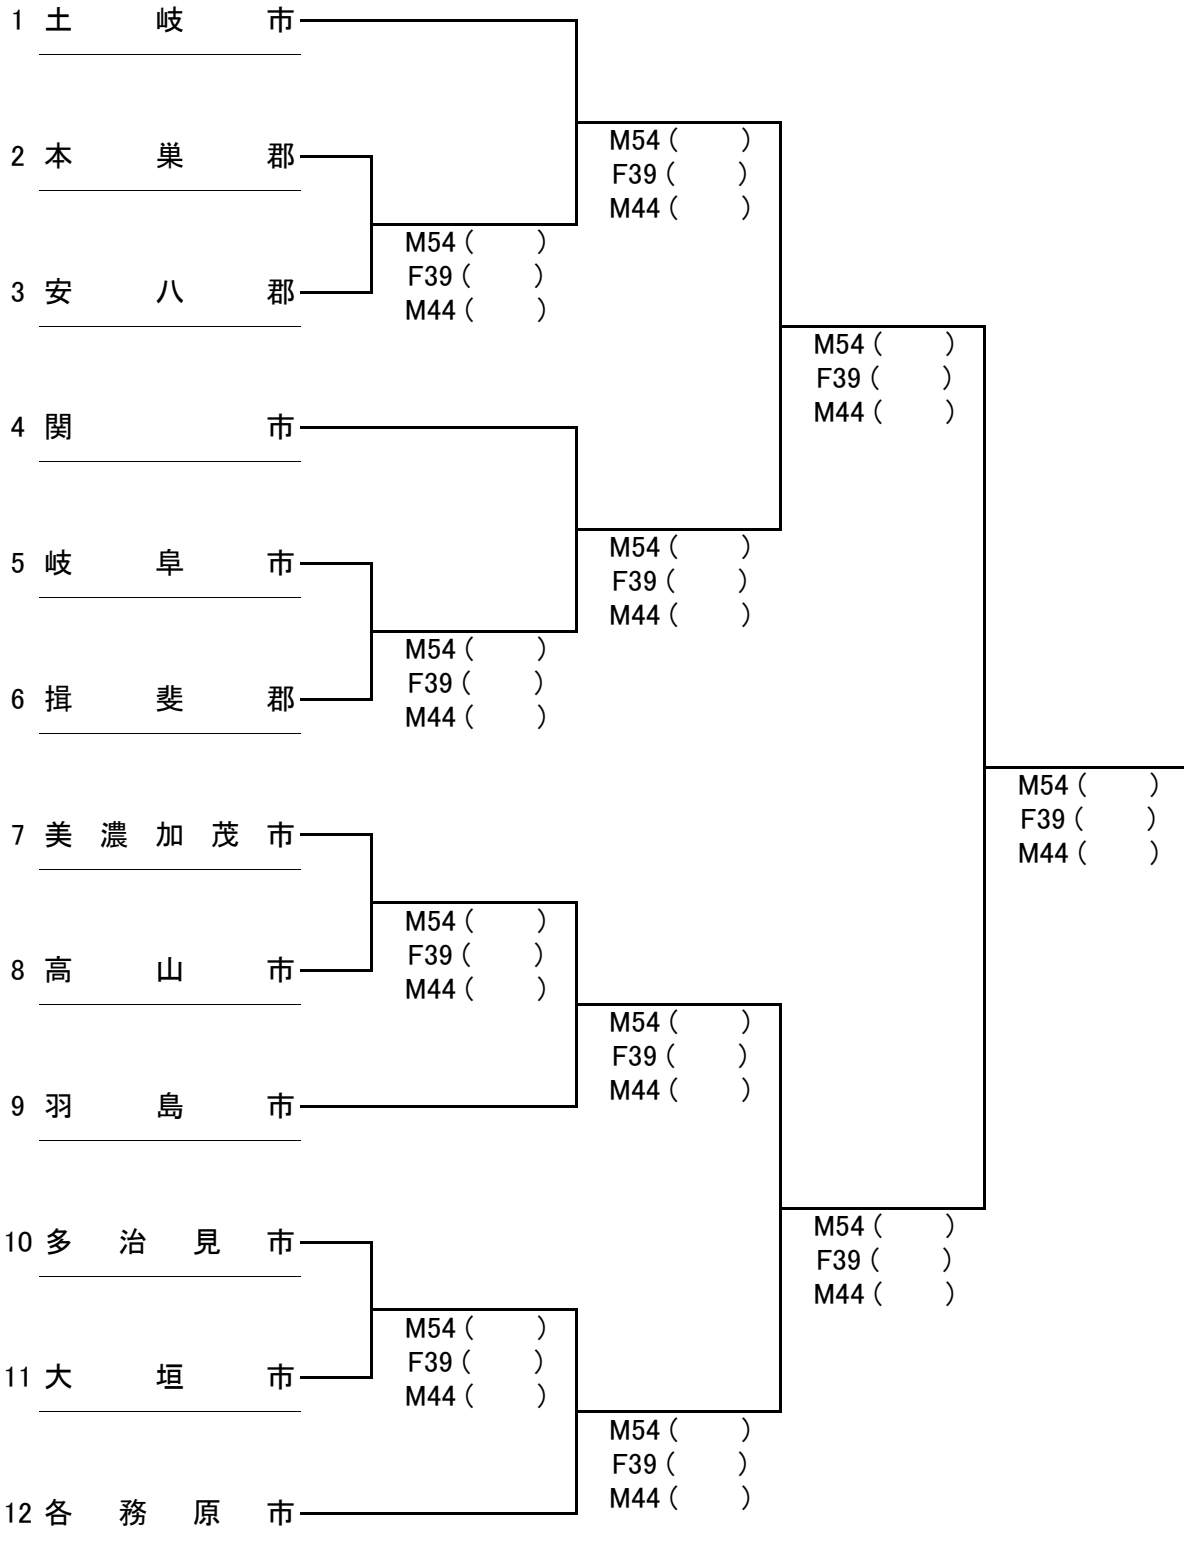 1 土岐市
2 本巣郡
M54 (   )
F39 (   )
M44 (   )
M54 (   )
F39 (   )
M44 (   )
3 安八郡
M54 (   )
F39 (   )
M44 (   )
4 関市
5 岐阜市
M54 (   )
F39 (   )
M44 (   )
M54 (   )
F39 (   )
M44 (   )
6 揖斐郡
M54 (   )
F39 (   )
M44 (   )
7 美濃加茂市
M54 (   )
F39 (   )
M44 (   )
8 高山市
M54 (   )
F39 (   )
M44 (   )
9 羽島市
10 多治見市
M54 (   )
F39 (   )
M44 (   )
M54 (   )
F39 (   )
M44 (   )
11 大垣市
M54 (   )
F39 (   )
M44 (   )
12 各務原市